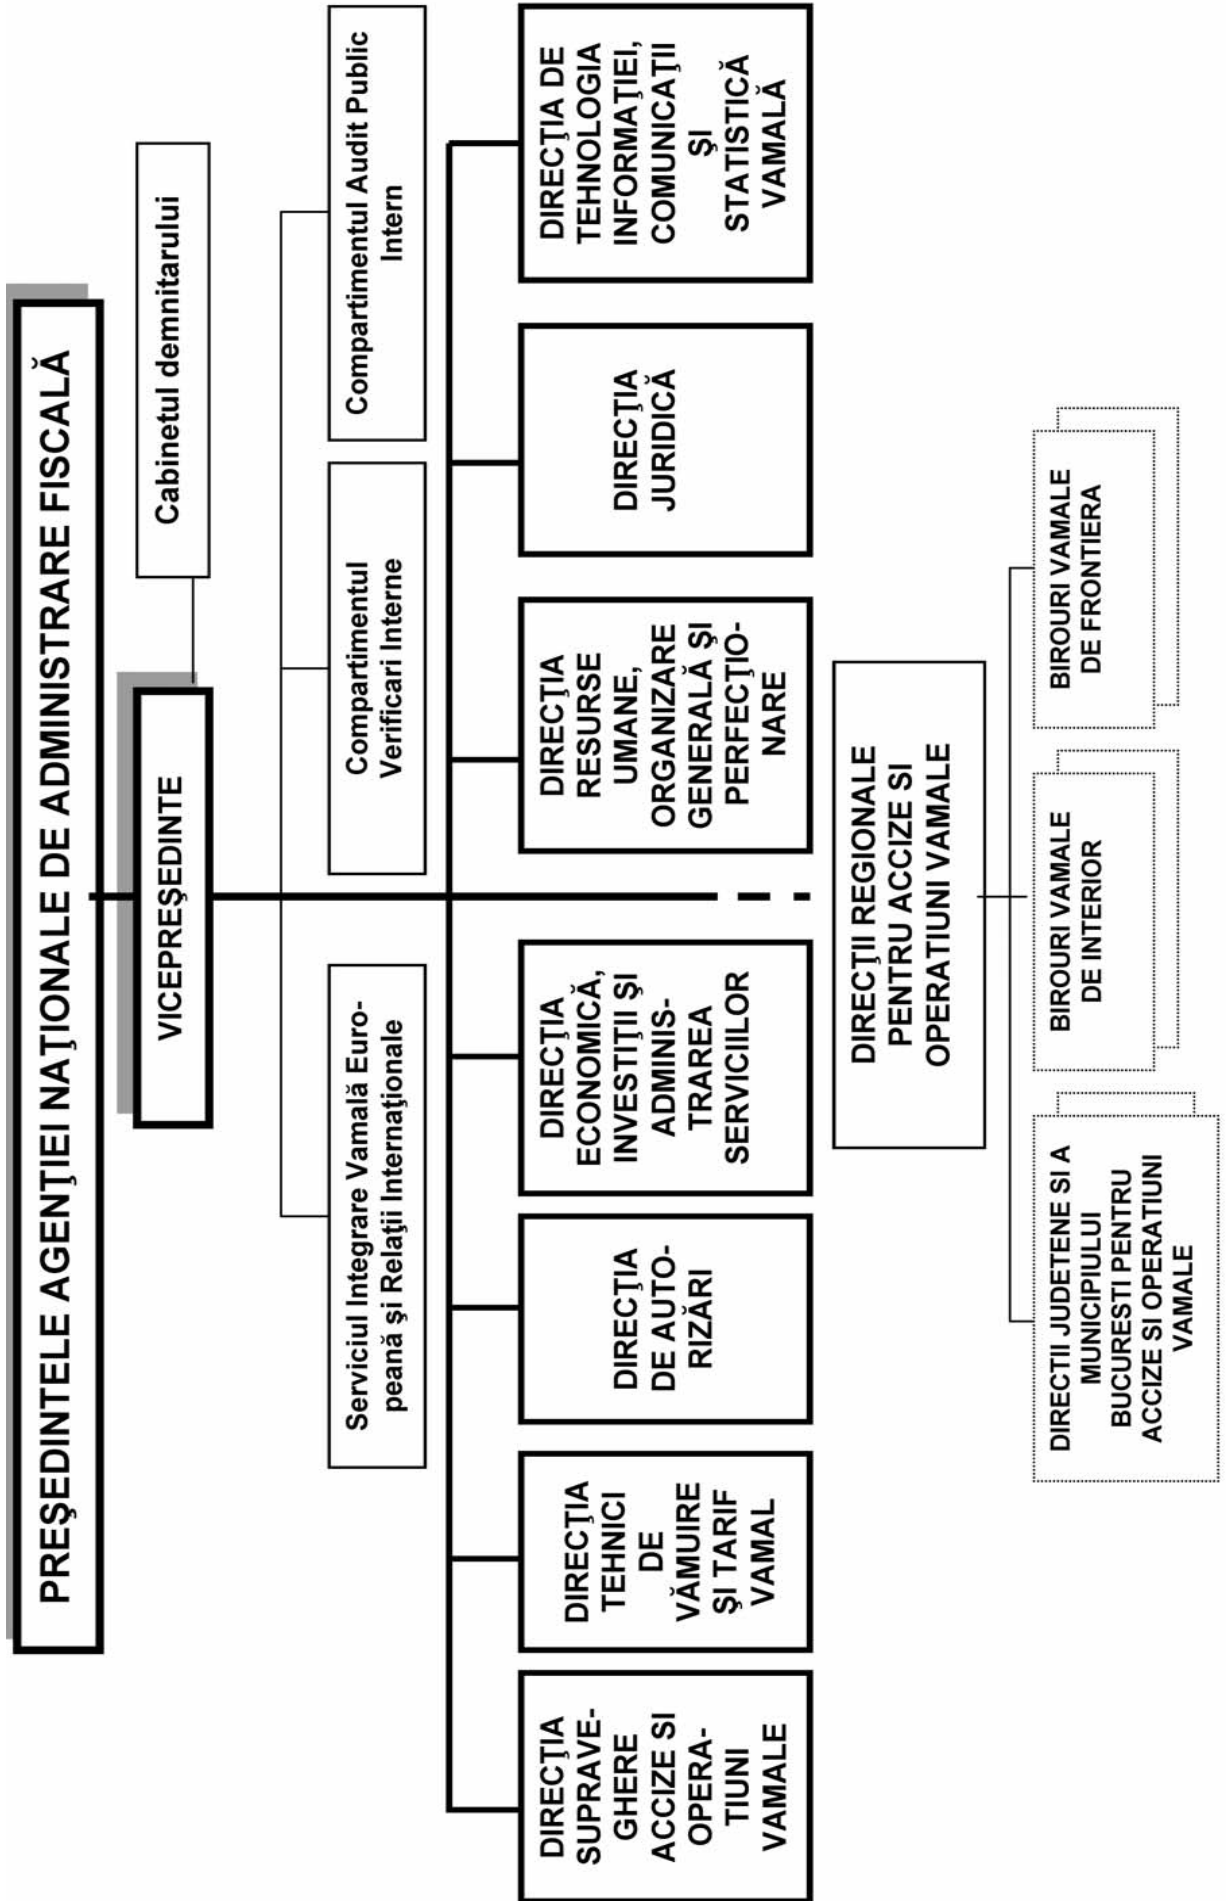 PREŞEDINTELE AGENŢIEI NAŢIONALE DE ADMINISTRARE FISCALĂ
VICEPREŞEDINTE
Cabinetul demnitarului
Serviciul Integrare Vamală Euro-
peană şi Relaţii Internaţionale
Compartimentul
Verificari Interne
Compartimentul Audit Public
Intern
DIRECŢIA
SUPRAVE-
GHERE
ACCIZE SI
OPERA-
TIUNI
VAMALE
DIRECŢIA
TEHNICI
DE
VĂMUIRE
ŞI TARIF
VAMAL
DIRECŢIA
DE AUTO-
RIZĂRI
DIRECŢIA
ECONOMICĂ,
INVESTIŢII ŞI
ADMINIS-
TRAREA
SERVICIILOR
DIRECŢIA
RESURSE
UMANE,
ORGANIZARE
GENERALĂ ŞI
PERFECŢIO-
NARE
DIRECŢIA
JURIDICĂ
DIRECŢIA DE
TEHNOLOGIA
INFORMAŢIEI,
COMUNICAŢII
ŞI
STATISTICĂ
VAMALĂ
DIRECŢII REGIONALE
PENTRU ACCIZE SI
OPERATIUNI VAMALE
DIRECTII JUDETENE SI A
MUNICIPIULUI
BUCURESTI PENTRU
ACCIZE SI OPERATIUNI
VAMALE
BIROURI VAMALE
DE INTERIOR
BIROURI VAMALE
DE FRONTIERA